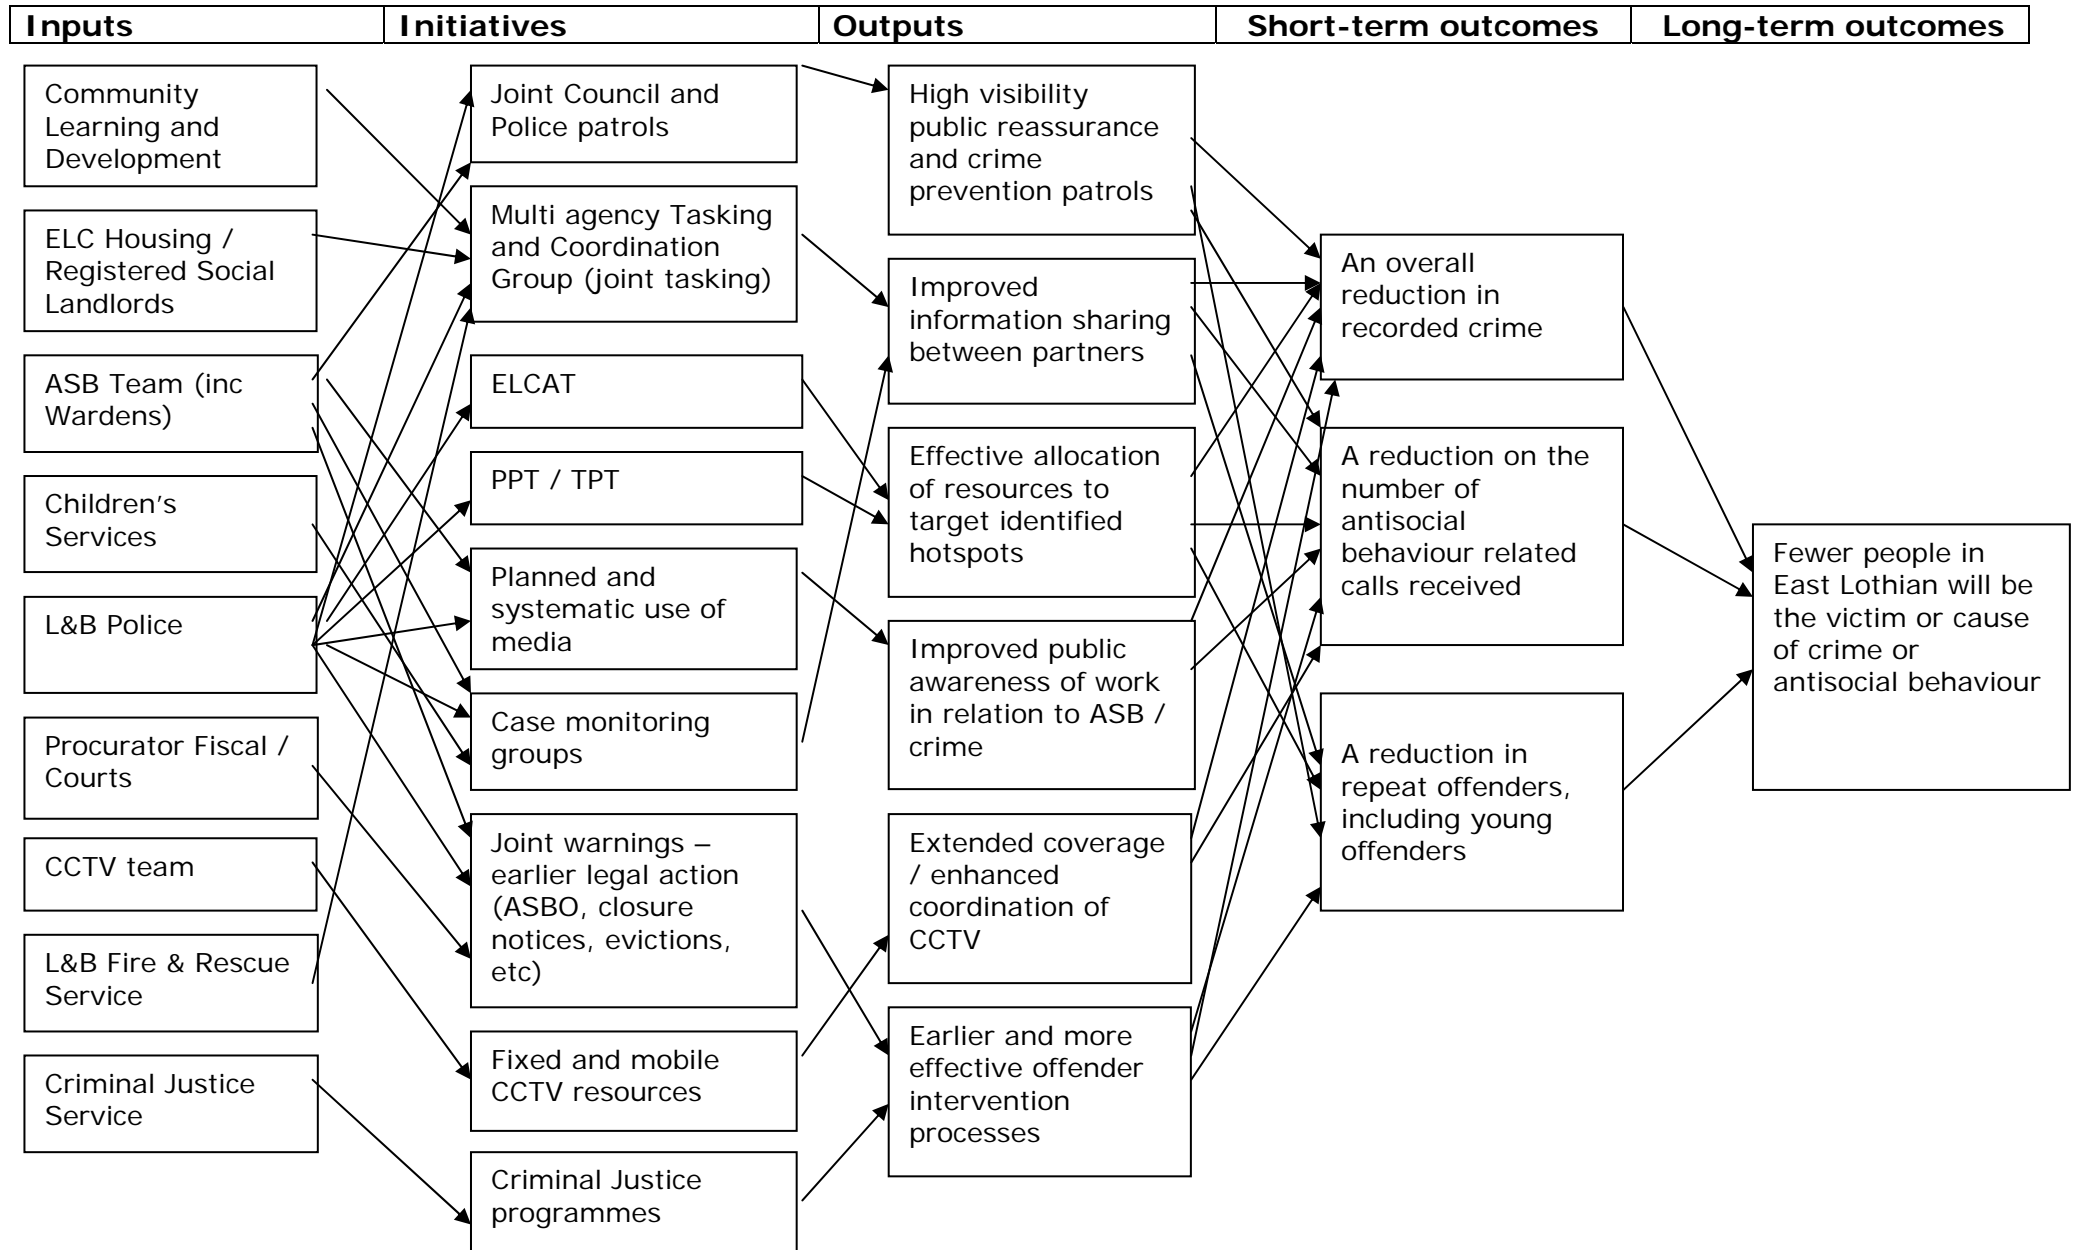 Inputs
Initiatives
Outputs
Short-term outcomes
Long-term outcomes
Community
Learning and
Development
ELC Housing /
Registered Social
Landlords
ASB Team (inc
Wardens)
Children's
Services
L&B Police
Procurator Fiscal /
Courts
CCTV team
L&B Fire & Rescue
Service
Criminal Justice
Service
Joint Council and
Police patrols
Multi agency Tasking
and Coordination
Group (joint tasking)
ELCAT
PPT / TPT
Planned and
systematic use of
media
Case monitoring
groups
Joint warnings –
earlier legal action
(ASBO, closure
notices, evictions,
etc)
Fixed and mobile
CCTV resources
Criminal Justice
programmes
High visibility
public reassurance
and crime
prevention patrols
Improved
information sharing
between partners
Effective allocation
of resources to
target identified
hotspots
Improved public
awareness of work
in relation to ASB /
crime
Extended coverage
/ enhanced
coordination of
CCTV
Earlier and more
effective offender
intervention
processes
An overall
reduction in
recorded crime
A reduction on the
number of
antisocial
behaviour related
calls received
A reduction in
repeat offenders,
including young
offenders
Fewer people in
East Lothian will be
the victim or cause
of crime or
antisocial behaviour